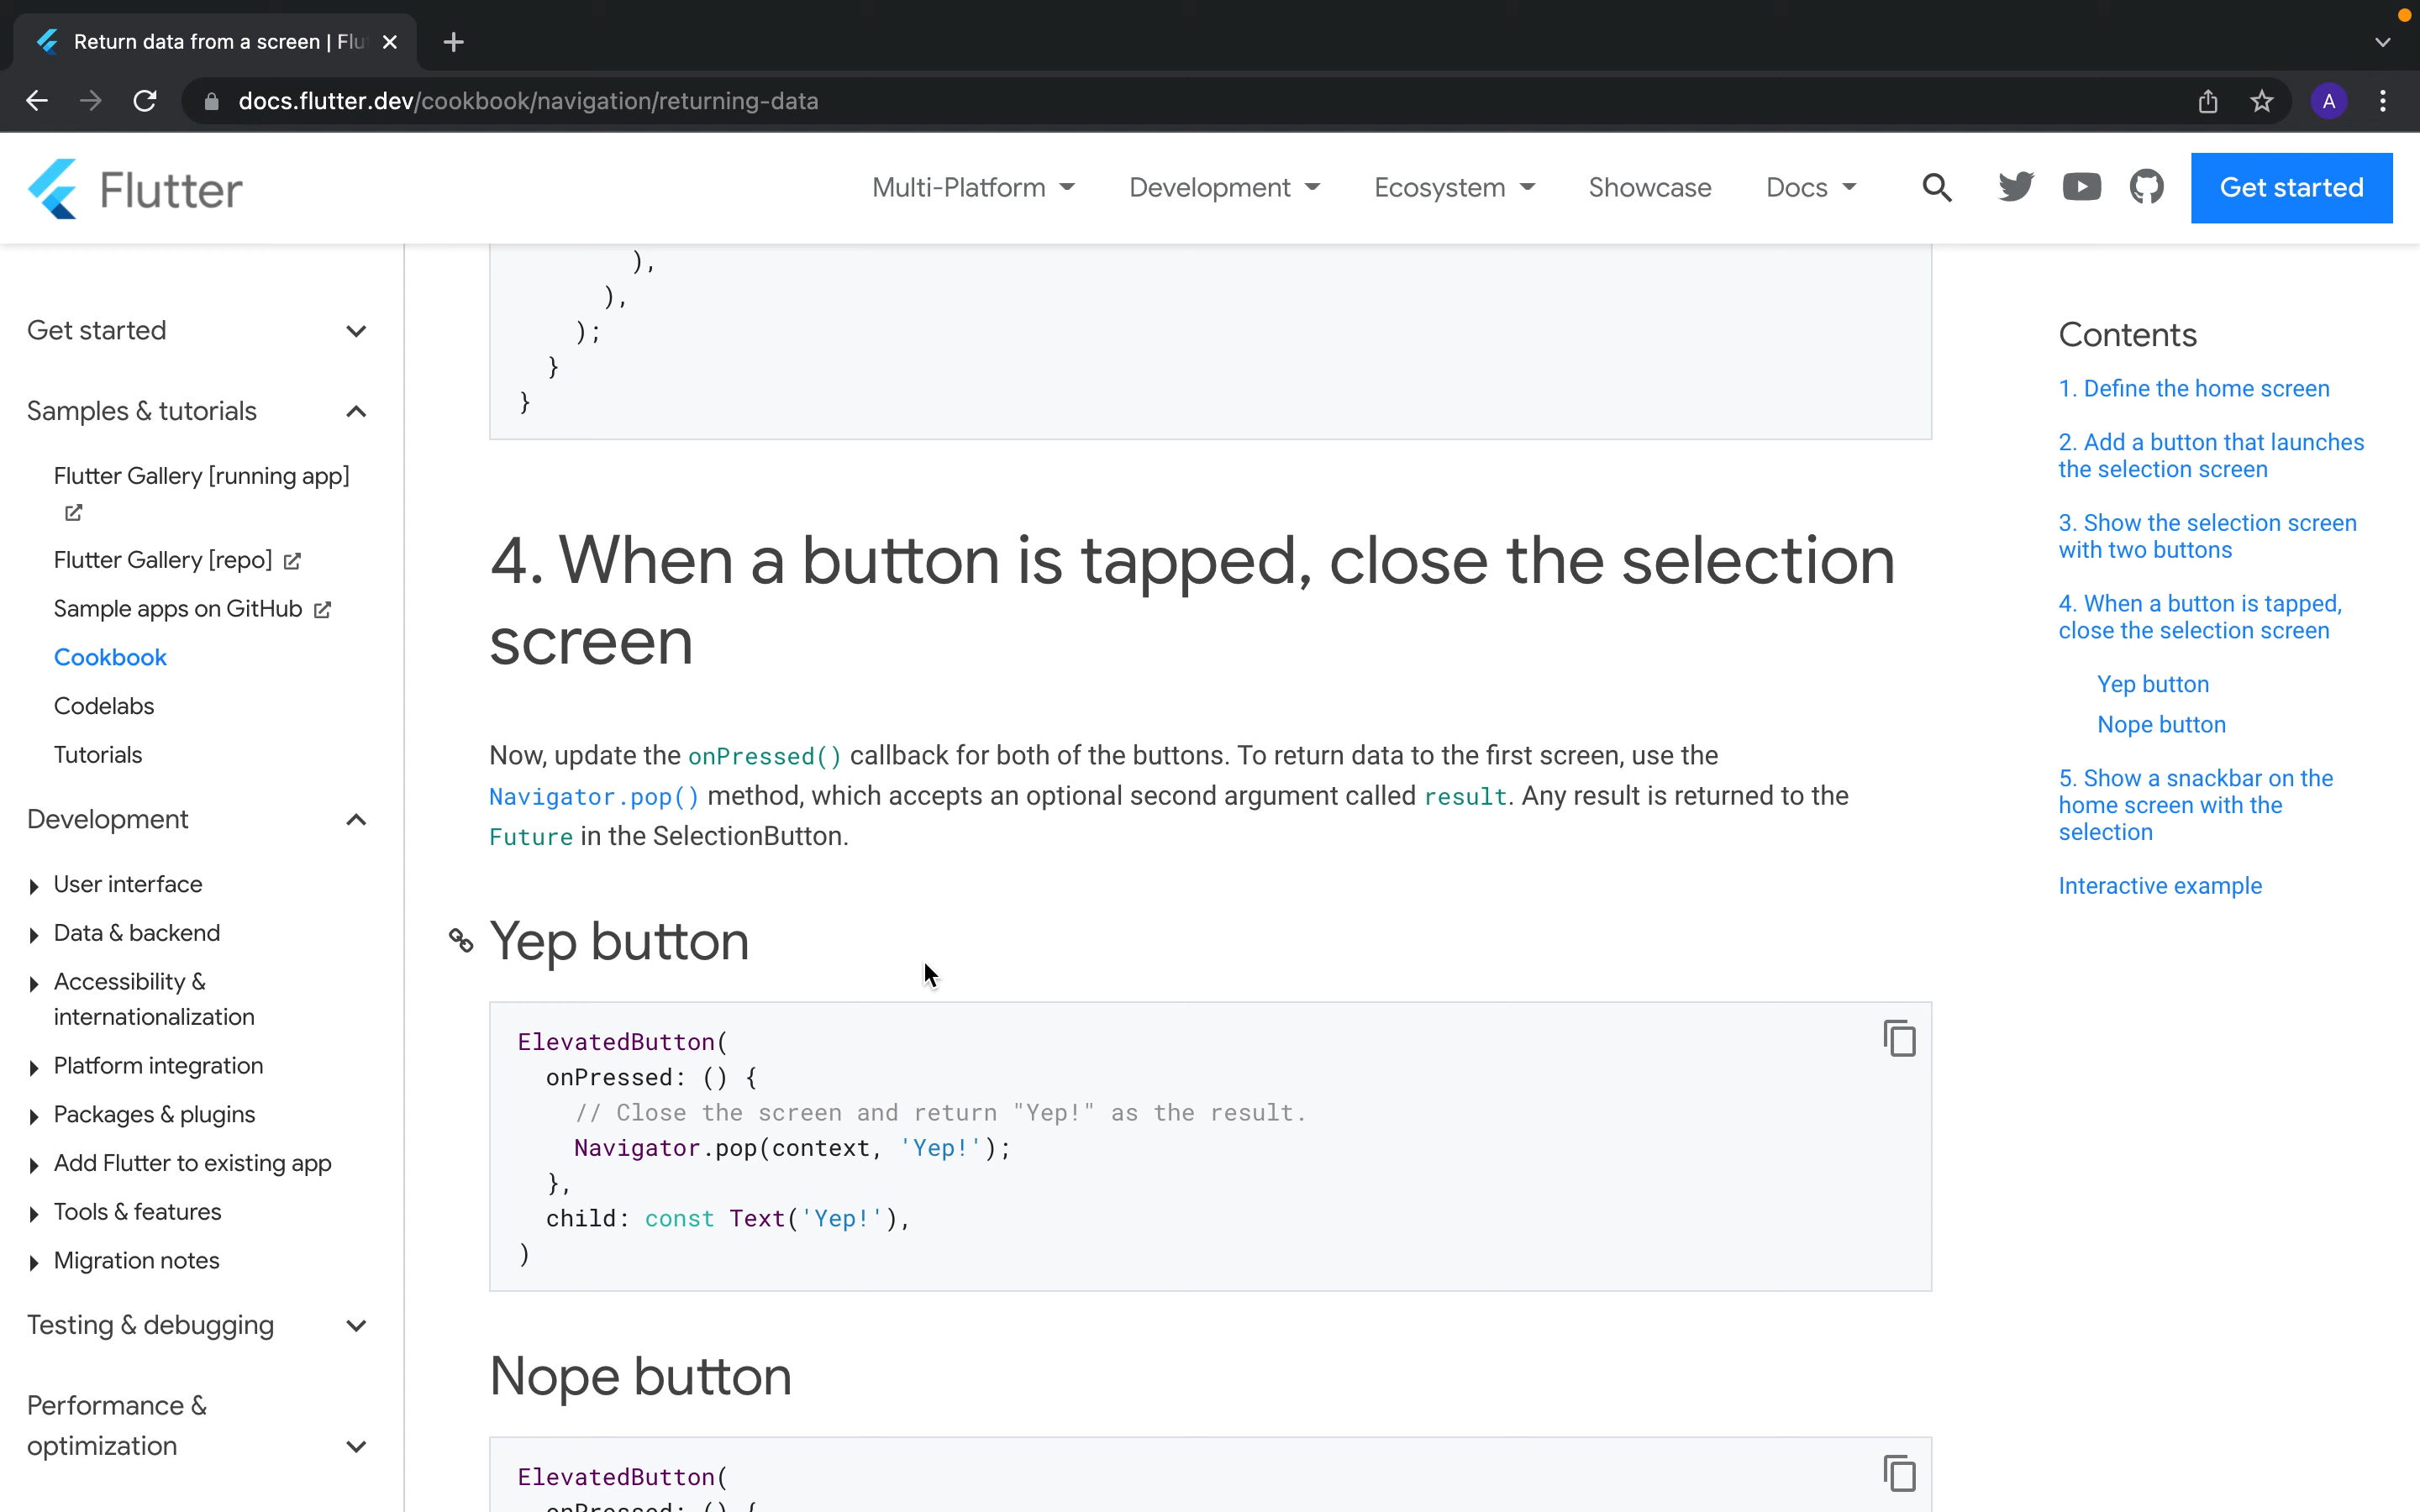 Return data from a screen | Flu
docs.flutter.dev/cookbook/navigation/returning-data
A
Flutter
Multi-Platform
Development
Ecosystem
Showcase
Docs
Get started
Get started
Samples & tutorials
Flutter Gallery [running app]
Flutter Gallery [repo]
Sample apps on GitHub
Cookbook
Codelabs
Tutorials
Development
User interface
Data & backend
Accessibility &
internationalization
Platform integration
Packages & plugins
Add Flutter to existing app
Tools & features
Migration notes
Testing & debugging
Performance &
optimization
),
),
);
}
}
4. When a button is tapped, close the selection
screen
Now, update the onPressed() callback for both of the buttons. To return data to the first screen, use the
Navigator.pop() method, which accepts an optional second argument called result. Any result is returned to the
Future in the SelectionButton.
Yep button
ElevatedButton(
onPressed: () {
// Close the screen and return "Yep!" as the result.
Navigator.pop(context, 'Yep!');
},
child: const Text('Yep!'),
)
Nope button
ElevatedButton(
onPressed: () {
Contents
1. Define the home screen
2. Add a button that launches
the selection screen
3. Show the selection screen
with two buttons
4. When a button is tapped,
close the selection screen
Yep button
Nope button
5. Show a snackbar on the
home screen with the
selection
Interactive example